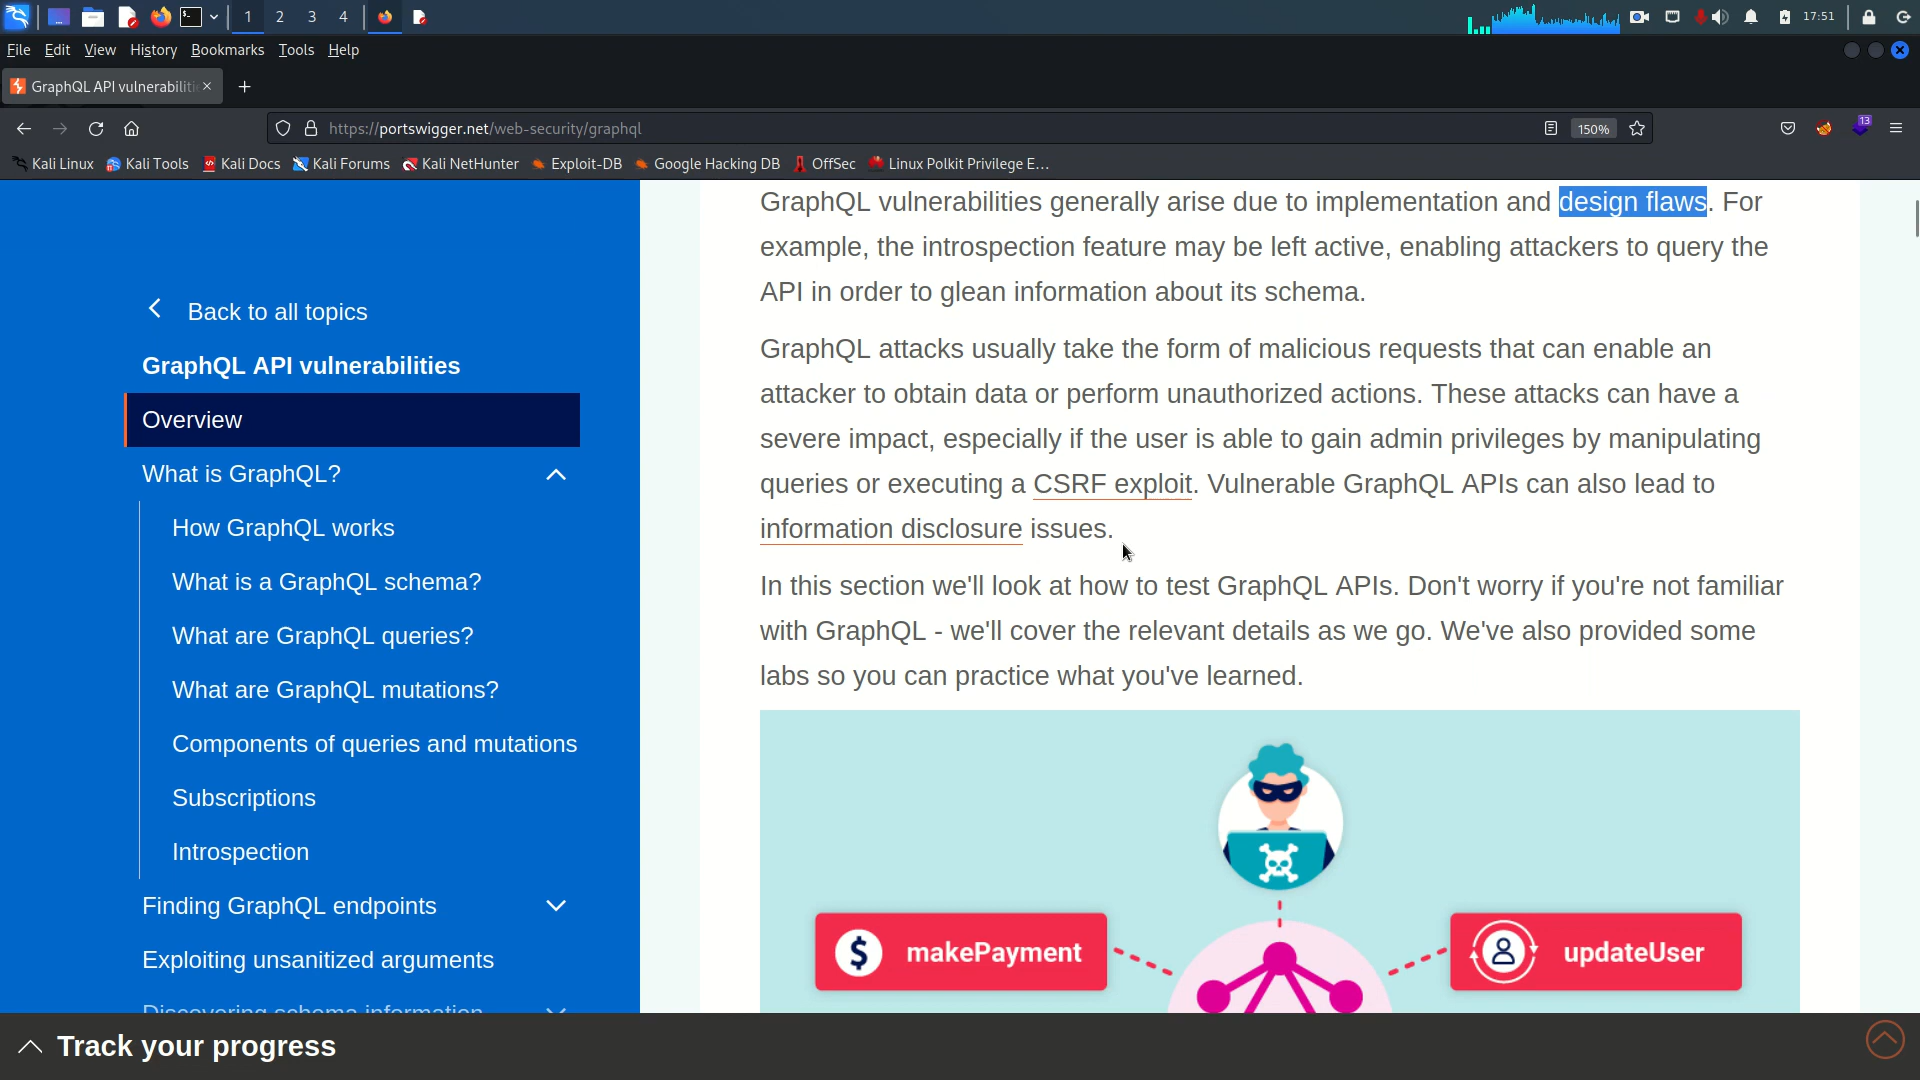 1 2 3 4
17:51
File Edit View History Bookmarks Tools Help
GraphQL API vulnerabiliti
https://portswigger.net/web-security/graphql
150%
13
Kali Linux Kali Tools Kali Docs Kali Forums Kali NetHunter Exploit-DB Google Hacking DB OffSec Linux Polkit Privilege E…
Back to all topics
GraphQL API vulnerabilities
Overview
What is GraphQL?
How GraphQL works
What is a GraphQL schema?
What are GraphQL queries?
What are GraphQL mutations?
Components of queries and mutations
Subscriptions
Introspection
Finding GraphQL endpoints
Exploiting unsanitized arguments
Discovering schema information
GraphQL vulnerabilities generally arise due to implementation and design flaws. For
example, the introspection feature may be left active, enabling attackers to query the
API in order to glean information about its schema.
GraphQL attacks usually take the form of malicious requests that can enable an
attacker to obtain data or perform unauthorized actions. These attacks can have a
severe impact, especially if the user is able to gain admin privileges by manipulating
queries or executing a CSRF exploit. Vulnerable GraphQL APIs can also lead to
information disclosure issues.
In this section we'll look at how to test GraphQL APIs. Don't worry if you're not familiar
with GraphQL - we'll cover the relevant details as we go. We've also provided some
labs so you can practice what you've learned.
$ makePayment
updateUser
Track your progress